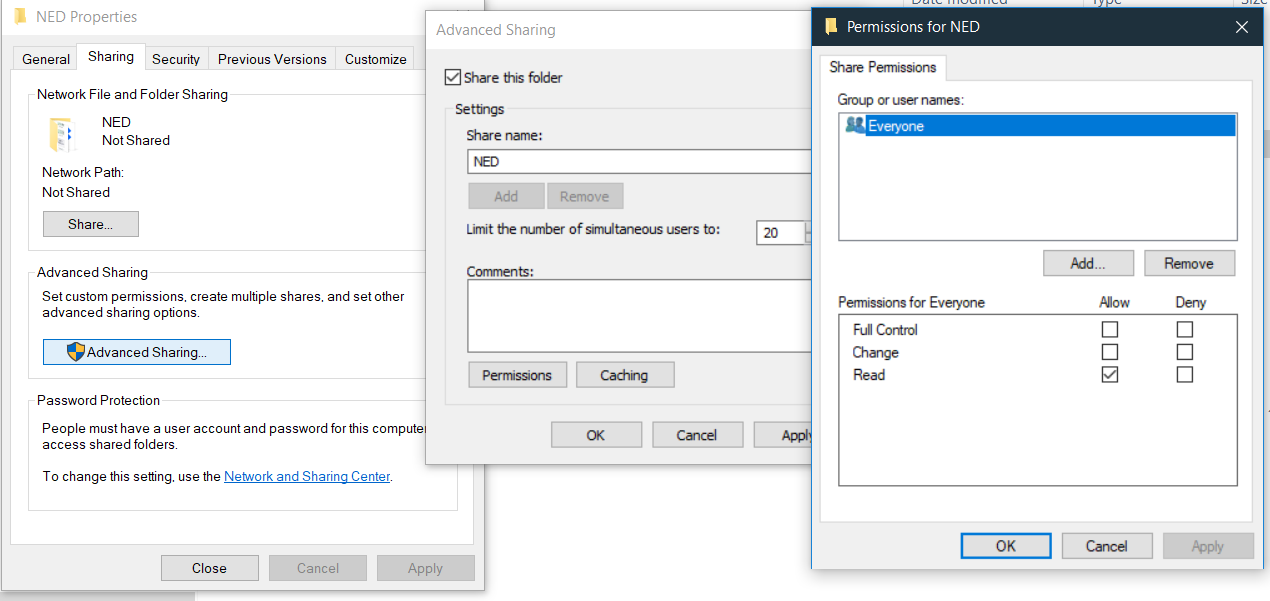 NED Properties
General
Sharing
Security
Previous Versions
Customize
Network File and Folder Sharing
NED
Not Shared
Network Path:
Not Shared
Share...
Advanced Sharing
Set custom permissions, create multiple shares, and set other
advanced sharing options.
Advanced Sharing...
Password Protection
People must have a user account and password for this computer
access shared folders.
To change this setting, use the Network and Sharing Center.
Close
Cancel
Apply
Advanced Sharing
Share this folder
Settings
Share name:
NED
Add
Remove
Limit the number of simultaneous users to:
20
Comments:
Permissions
Caching
OK
Cancel
Apply
Date modified
Type
Size
Permissions for NED
Share Permissions
Group or user names:
Everyone
Add...
Remove
Permissions for Everyone
Allow
Deny
Full Control
Change
Read
OK
Cancel
Apply